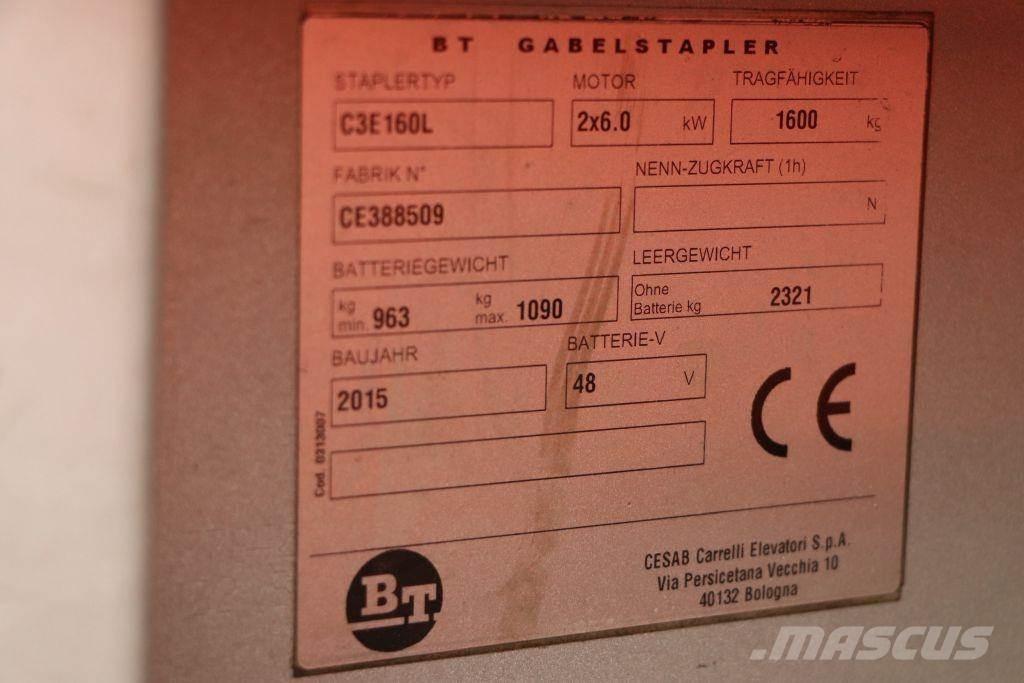 BT GABELSTAPLER
STAPLERTYP MOTOR TRAGFÄHIGKEIT
C3E160L 2x6.0 kW 1600 kg
FABRIK N° NENN-ZUGKRAFT (1h)
CE388509 N
BATTERIEGEWICHT LEERGEWICHT
kg min. 963 kg max. 1090 Ohne Batterie kg 2321
BAUJAHR BATTERIE-V
2015 48 V
CE
Cod. 0313007
CESAB Carrelli Elevatori S.p.A.
Via Persicetana Vecchia 10
40132 Bologna
BT
.MASCUS